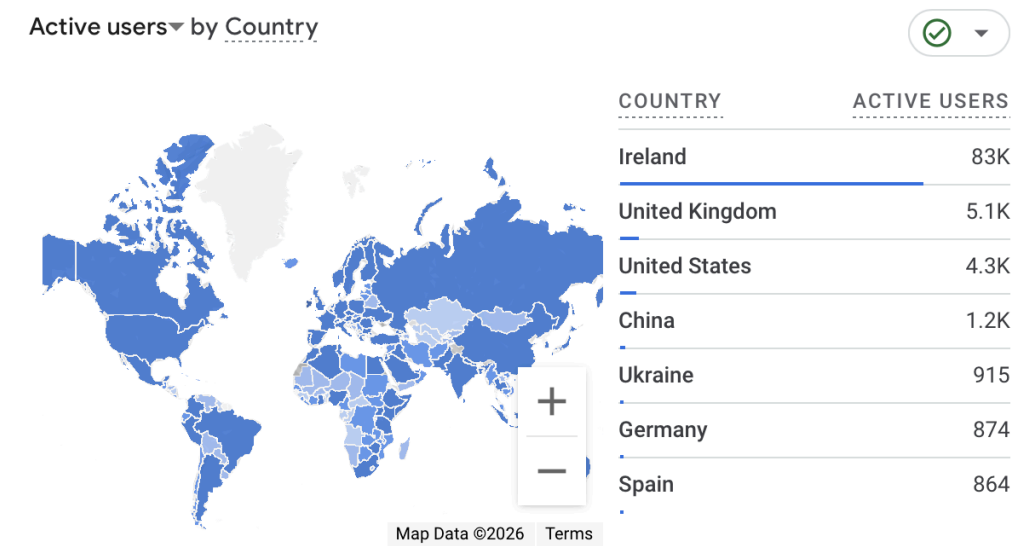 Active users by Country
COUNTRY ACTIVE USERS
Ireland 83K
United Kingdom 5.1K
United States 4.3K
China 1.2K
Ukraine 915
Germany 874
Spain 864
+
−
Map Data ©2026 Terms